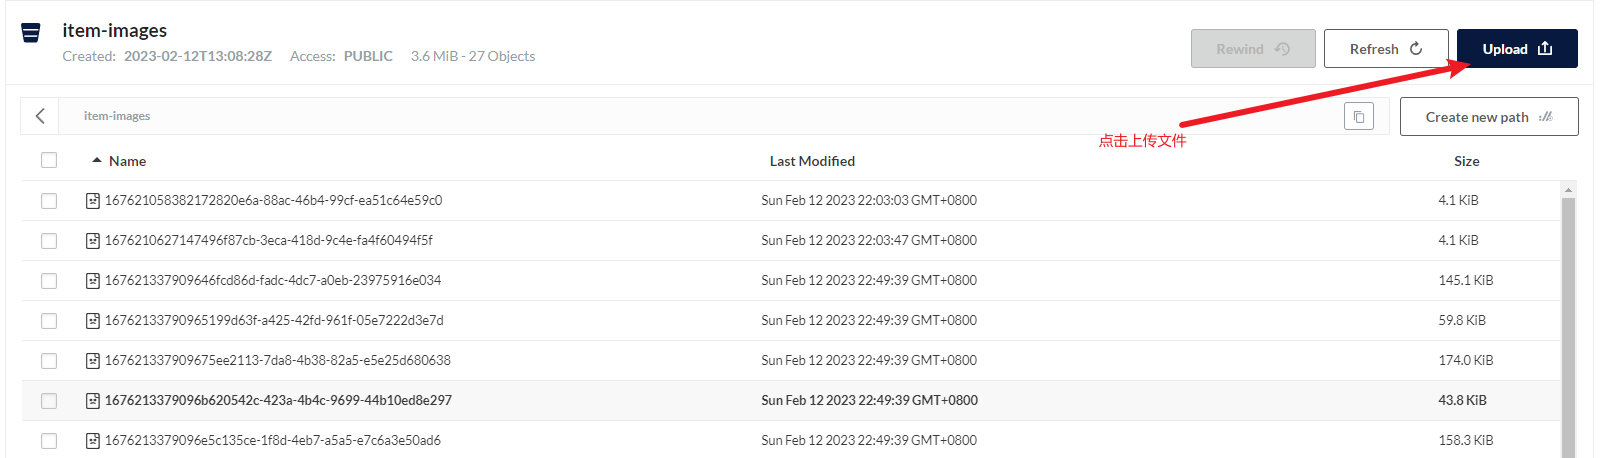 item-images
Created: 2023-02-12T13:08:28Z Access: PUBLIC 3.6 MiB - 27 Objects
Rewind Refresh Upload
item-images
Create new path
点击上传文件
Name Last Modified Size
167621058382172820e6a-88ac-46b4-99cf-ea51c64e59c0 Sun Feb 12 2023 22:03:03 GMT+0800 4.1 KiB
1676210627147496f87cb-3eca-418d-9c4e-fa4f60494f5f Sun Feb 12 2023 22:03:47 GMT+0800 4.1 KiB
167621337909646fcd86d-fadc-4dc7-a0eb-23975916e034 Sun Feb 12 2023 22:49:39 GMT+0800 145.1 KiB
16762133790965199d63f-a425-42fd-961f-05e7222d3e7d Sun Feb 12 2023 22:49:39 GMT+0800 59.8 KiB
167621337909675ee2113-7da8-4b38-82a5-e5e25d680638 Sun Feb 12 2023 22:49:39 GMT+0800 174.0 KiB
1676213379096b620542c-423a-4b4c-9699-44b10ed8e297 Sun Feb 12 2023 22:49:39 GMT+0800 43.8 KiB
1676213379096e5c135ce-1f8d-4eb7-a5a5-e7c6a3e50ad6 Sun Feb 12 2023 22:49:39 GMT+0800 158.3 KiB